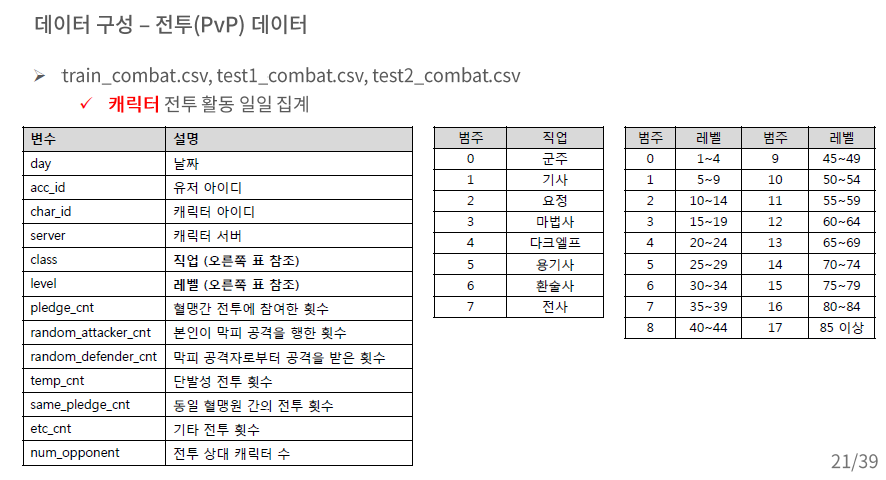 데이터 구성 – 전투(PvP) 데이터
➢ train_combat.csv, test1_combat.csv, test2_combat.csv
✓ 캐릭터 전투 활동 일일 집계
변수 설명
day 날짜
acc_id 유저 아이디
char_id 캐릭터 아이디
server 캐릭터 서버
class 직업 (오른쪽 표 참조)
level 레벨 (오른쪽 표 참조)
pledge_cnt 혈맹간 전투에 참여한 횟수
random_attacker_cnt 본인이 막피 공격을 행한 횟수
random_defender_cnt 막피 공격자로부터 공격을 받은 횟수
temp_cnt 단발성 전투 횟수
same_pledge_cnt 동일 혈맹원 간의 전투 횟수
etc_cnt 기타 전투 횟수
num_opponent 전투 상대 캐릭터 수
범주 직업
0 군주
1 기사
2 요정
3 마법사
4 다크엘프
5 용기사
6 환술사
7 전사
범주 레벨 범주 레벨
0 1~4 9 45~49
1 5~9 10 50~54
2 10~14 11 55~59
3 15~19 12 60~64
4 20~24 13 65~69
5 25~29 14 70~74
6 30~34 15 75~79
7 35~39 16 80~84
8 40~44 17 85 이상
21/39